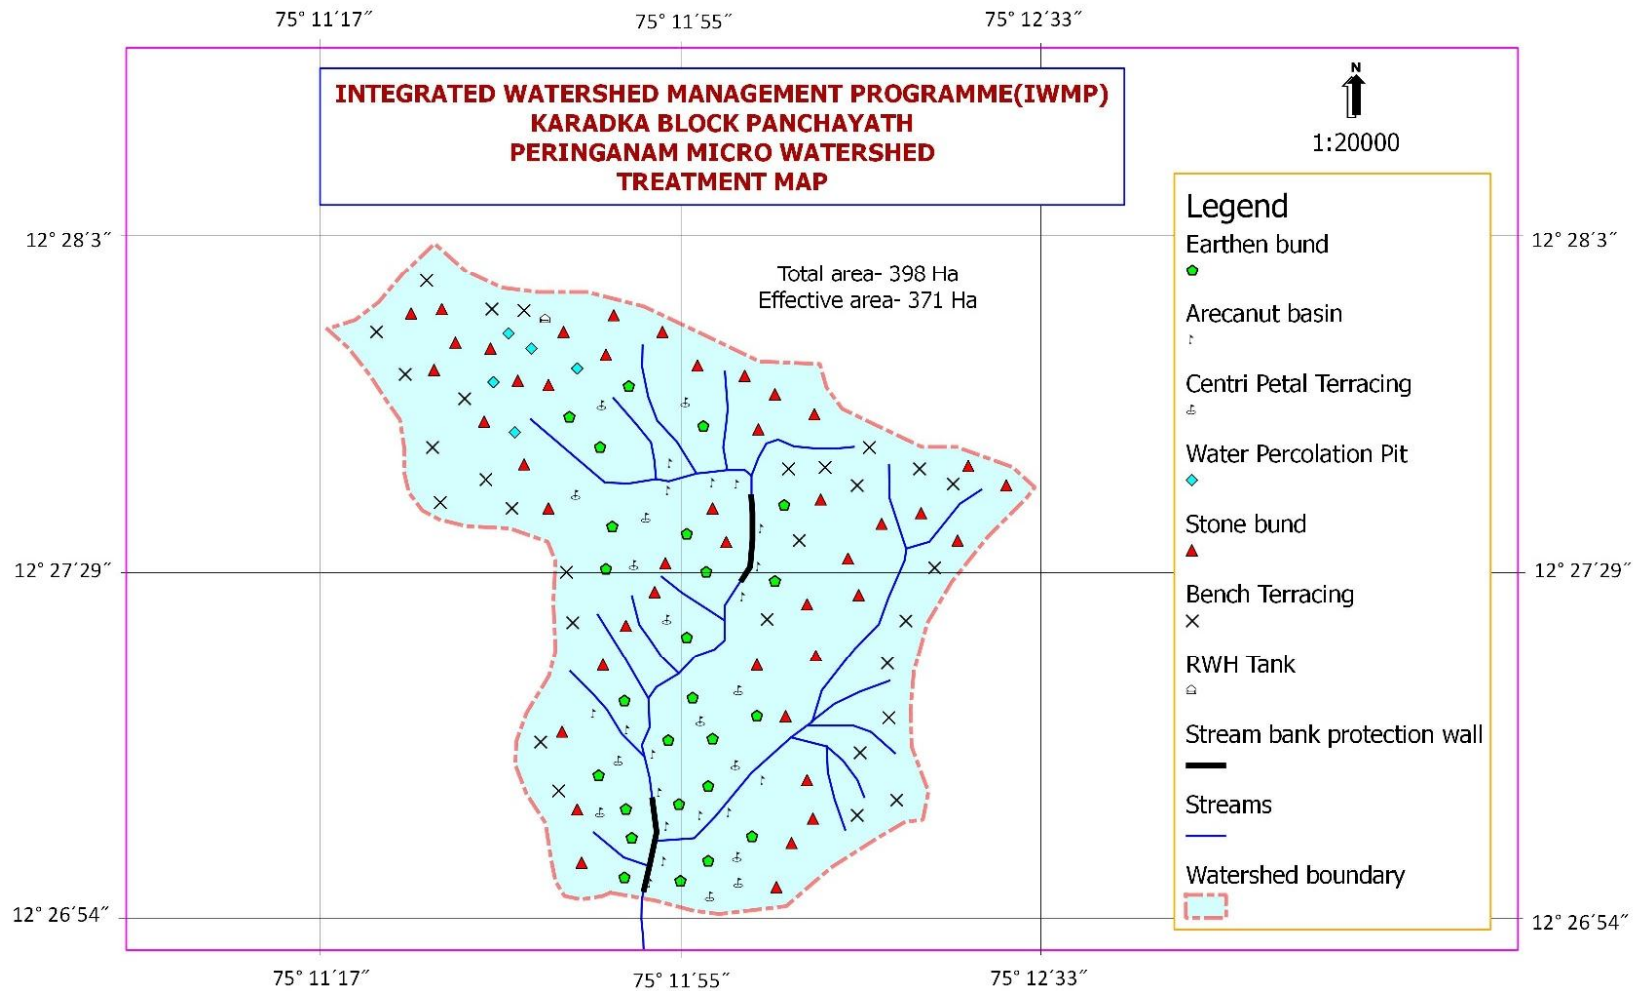 75° 11′17″ 75° 11′55″ 75° 12′33″
INTEGRATED WATERSHED MANAGEMENT PROGRAMME(IWMP)
KARADKA BLOCK PANCHAYATH
PERINGANAM MICRO WATERSHED
TREATMENT MAP
N
1:20000
12° 28′3″ 12° 28′3″
Total area- 398 Ha
Effective area- 371 Ha
Legend
Earthen bund
Arecanut basin
Centri Petal Terracing
Water Percolation Pit
Stone bund
Bench Terracing
RWH Tank
Stream bank protection wall
Streams
Watershed boundary
12° 27′29″ 12° 27′29″
12° 26′54″ 12° 26′54″
75° 11′17″ 75° 11′55″ 75° 12′33″